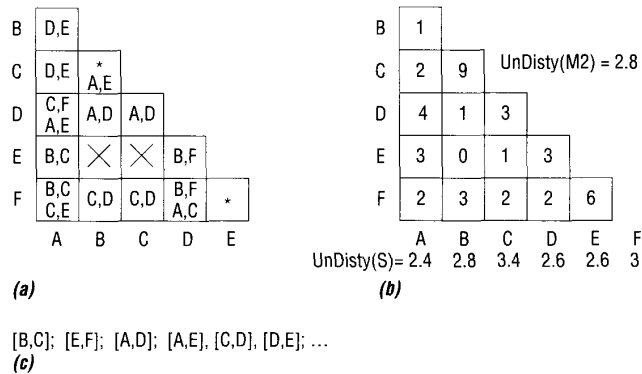 B D,E
C D,E * A,E
D C,F A,E A,D A,D
E B,C B,F
F B,C C,E C,D C,D B,F A,C *
A B C D E
(a)
B 1
C 2 9 UnDisty(M2) = 2.8
D 4 1 3
E 3 0 1 3
F 2 3 2 2 6
A B C D E F
UnDisty(S)= 2.4 2.8 3.4 2.6 2.6 3
(b)
[B,C]; [E,F]; [A,D]; [A,E], [C,D], [D,E]; ...
(c)